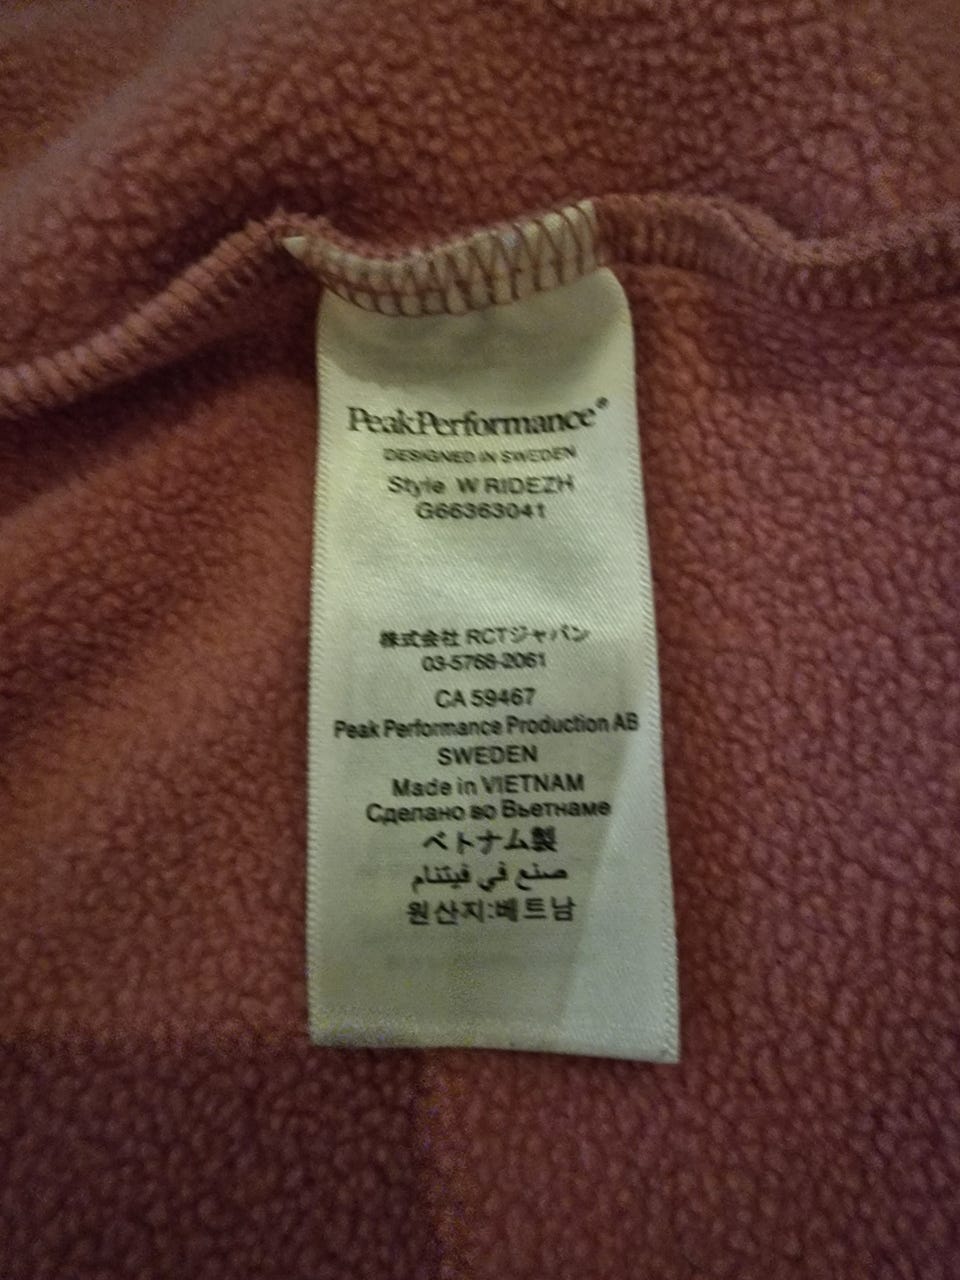 PeakPerformance®
DESIGNED IN SWEDEN
Style W RIDEZH
G66363041
株式会社 RCTジャパン
03-5768-2061
CA 59467
Peak Performance Production AB
SWEDEN
Made in VIETNAM
Сделано во Вьетнаме
ベトナム製
صنع في فيتنام
원산지:베트남